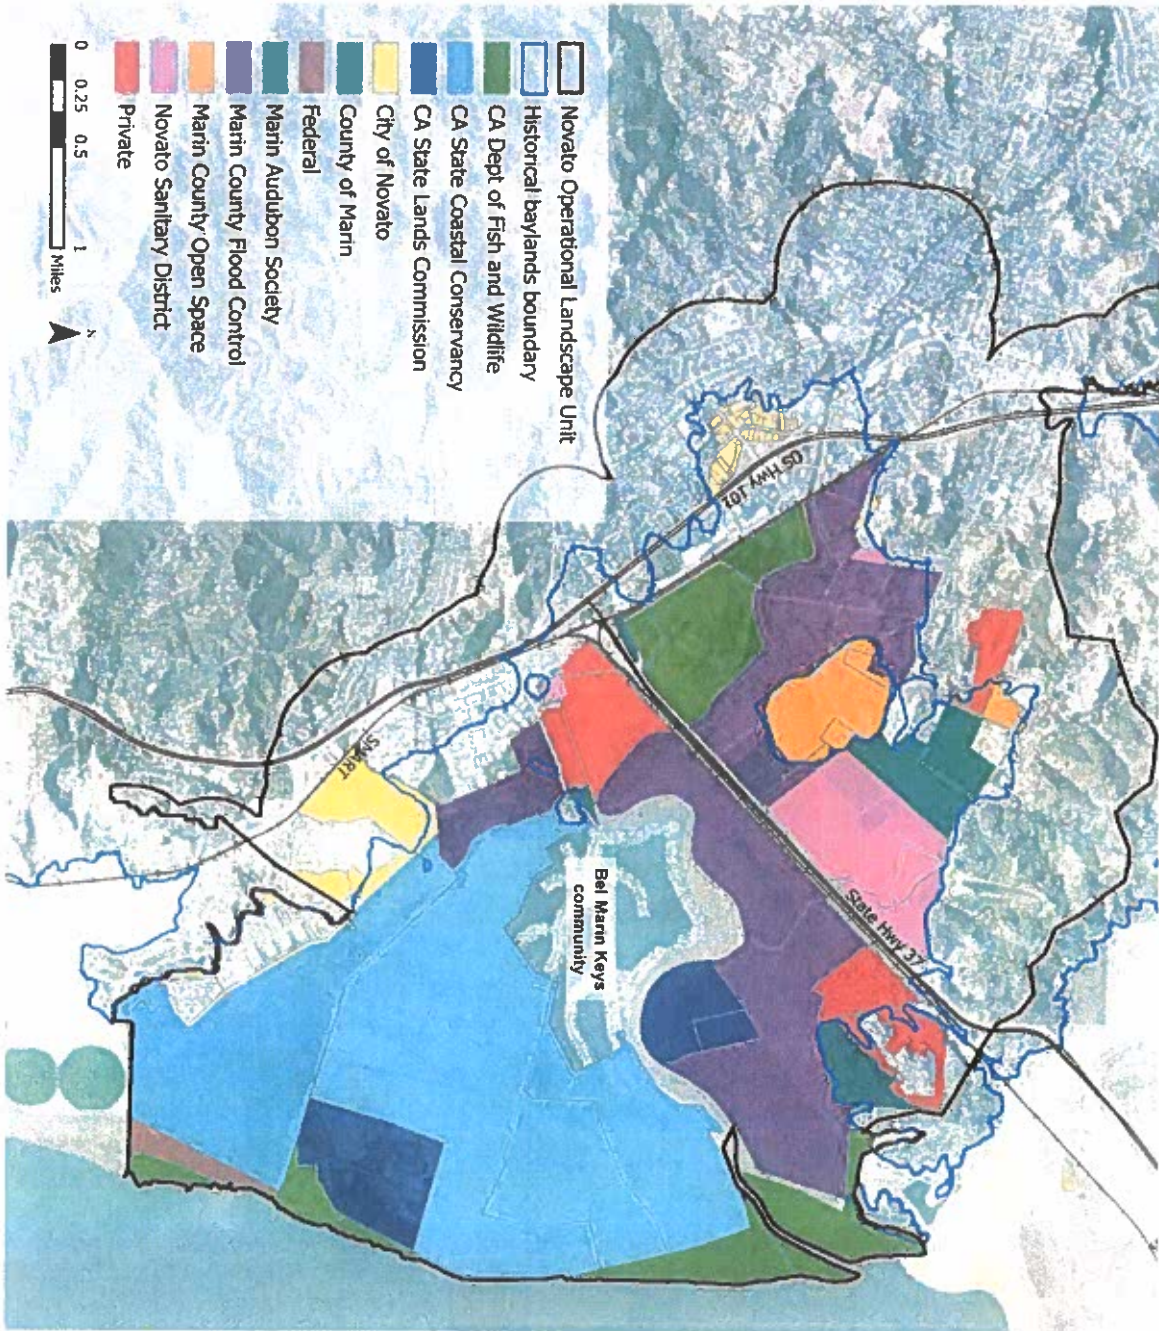 Novato Operational Landscape Unit
Historical baylands boundary
CA Dept of Fish and Wildlife
CA State Coastal Conservancy
CA State Lands Commission
City of Novato
County of Marin
Federal
Marin Audubon Society
Marin County Flood Control
Marin County Open Space
Novato Sanitary District
Private
0 0.25 0.5 1
Miles
N
US Hwy 101
SMART
State Hwy 37
Bel Marin Keys
community